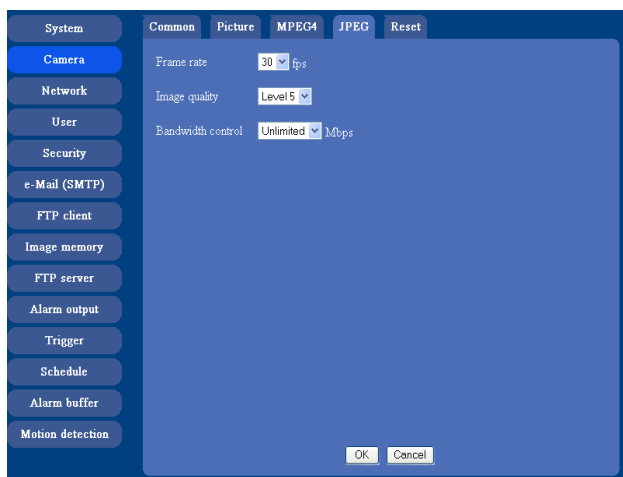 System
Camera
Network
User
Security
e-Mail (SMTP)
FTP client
Image memory
FTP server
Alarm output
Trigger
Schedule
Alarm buffer
Motion detection
Common Picture MPEG4 JPEG Reset
Frame rate 30 fps
Image quality Level 5
Bandwidth control Unlimited Mbps
OK Cancel